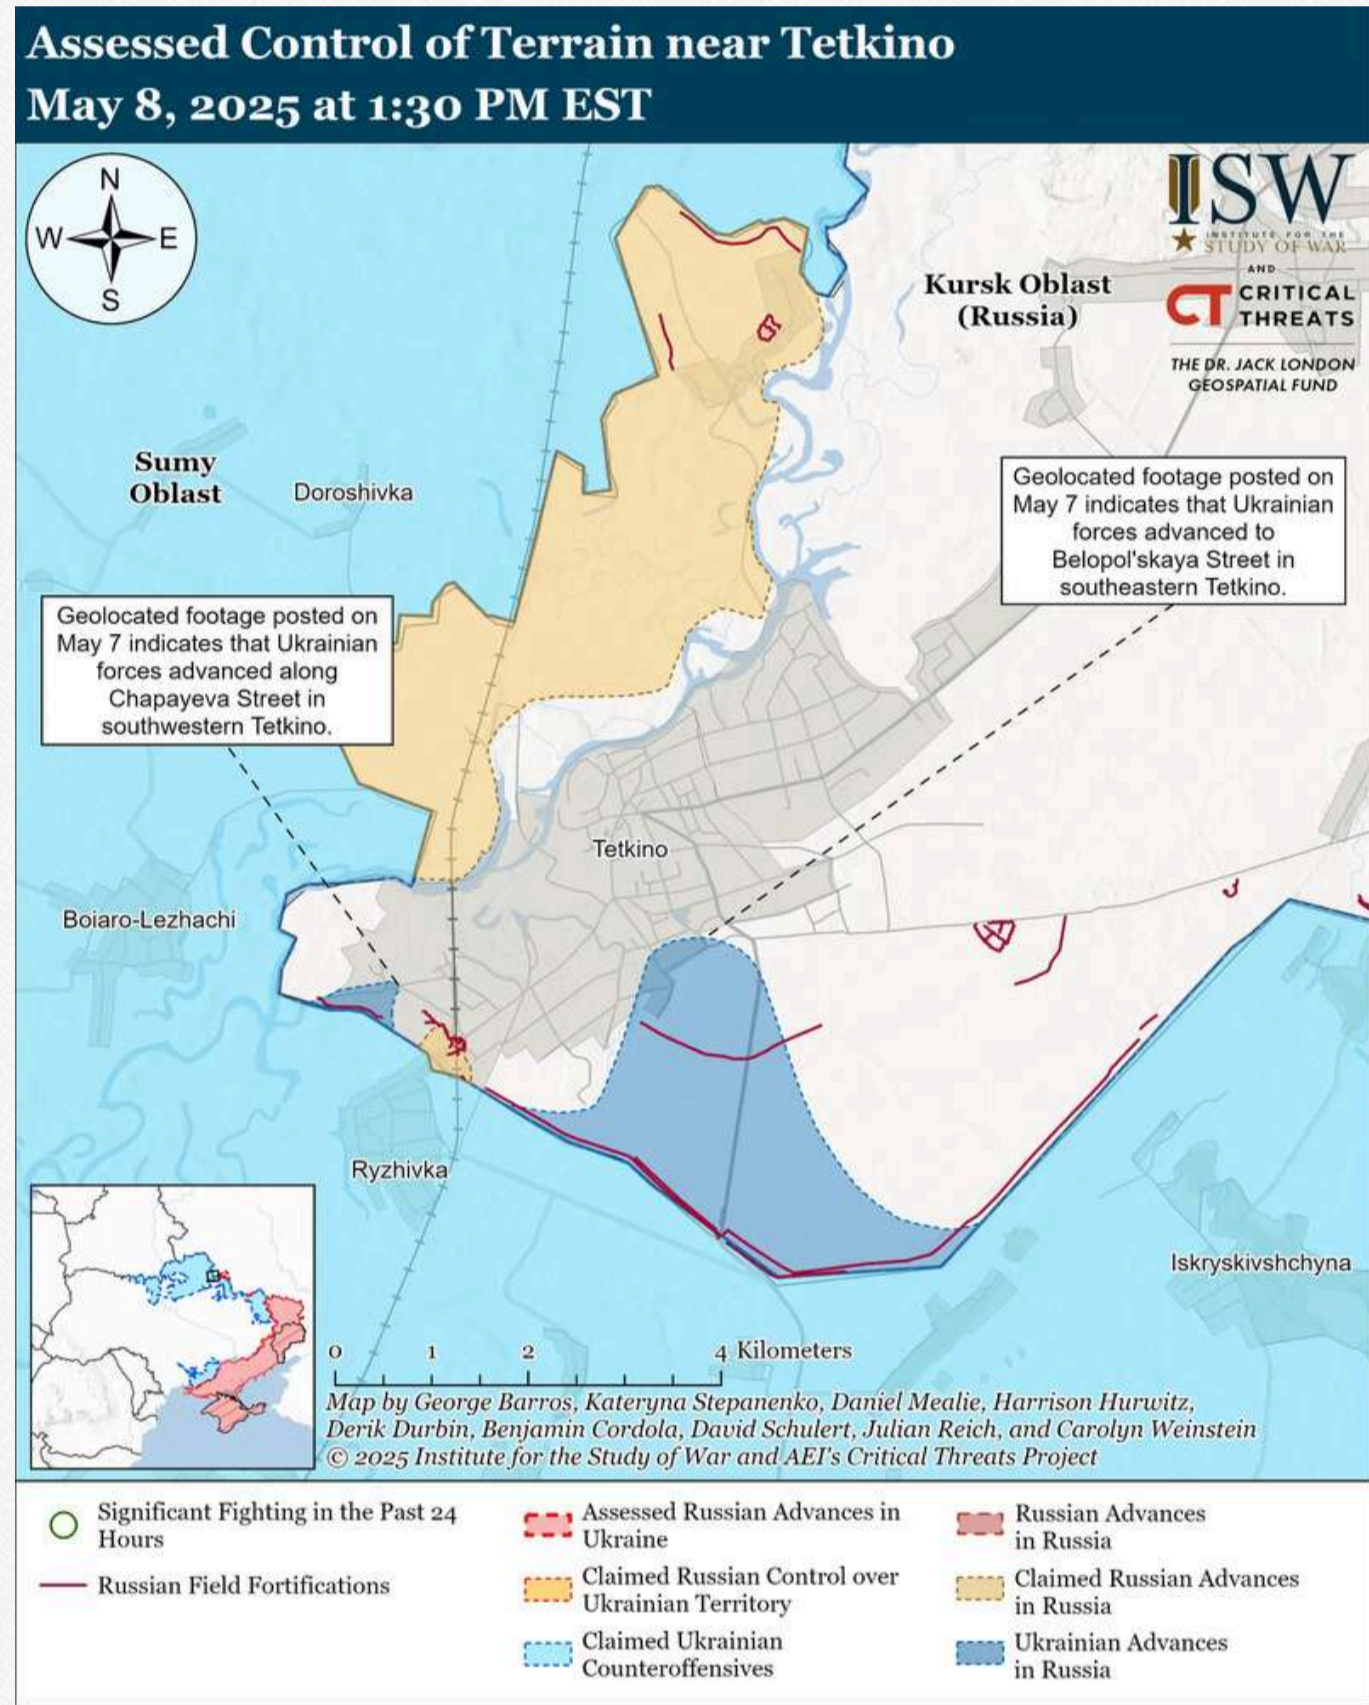 Assessed Control of Terrain near Tetkino
May 8, 2025 at 1:30 PM EST
N
W
E
S
ISW
INSTITUTE FOR THE
STUDY OF WAR
AND
CT CRITICAL
THREATS
THE DR. JACK LONDON
GEOSPATIAL FUND
Kursk Oblast
(Russia)
Sumy
Oblast
Doroshivka
Geolocated footage posted on
May 7 indicates that Ukrainian
forces advanced to
Belopol'skaya Street in
southeastern Tetkino.
Geolocated footage posted on
May 7 indicates that Ukrainian
forces advanced along
Chapayeva Street in
southwestern Tetkino.
Tetkino
Boiaro-Lezhachi
Ryzhivka
Iskryskivshchyna
0 1 2 4 Kilometers
Map by George Barros, Kateryna Stepanenko, Daniel Mealie, Harrison Hurwitz,
Derik Durbin, Benjamin Cordola, David Schulert, Julian Reich, and Carolyn Weinstein
© 2025 Institute for the Study of War and AEI's Critical Threats Project
Significant Fighting in the Past 24
Hours
Russian Field Fortifications
Assessed Russian Advances in
Ukraine
Claimed Russian Control over
Ukrainian Territory
Claimed Ukrainian
Counteroffensives
Russian Advances
in Russia
Claimed Russian Advances
in Russia
Ukrainian Advances
in Russia